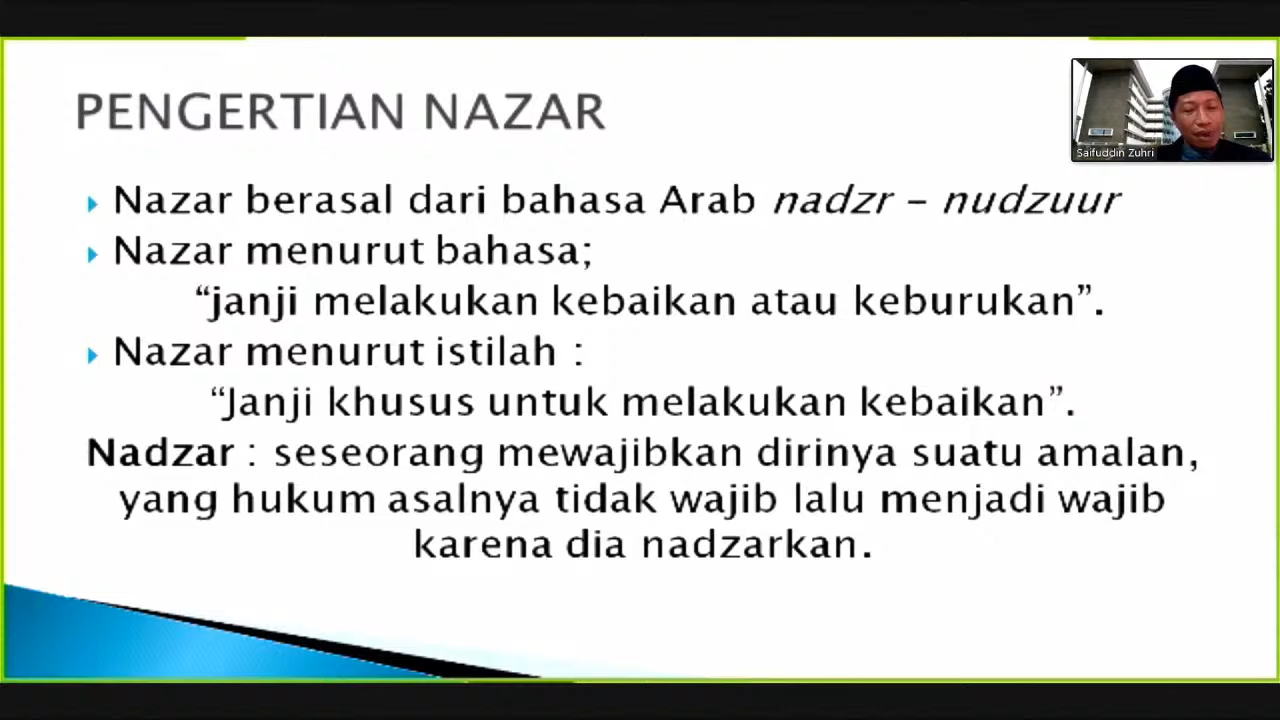 PENGERTIAN NAZAR
Saifuddin Zuhri
Nazar berasal dari bahasa Arab nadzr – nudzuur
Nazar menurut bahasa;
“janji melakukan kebaikan atau keburukan”.
Nazar menurut istilah :
“Janji khusus untuk melakukan kebaikan”.
Nadzar : seseorang mewajibkan dirinya suatu amalan,
yang hukum asalnya tidak wajib lalu menjadi wajib
karena dia nadzarkan.